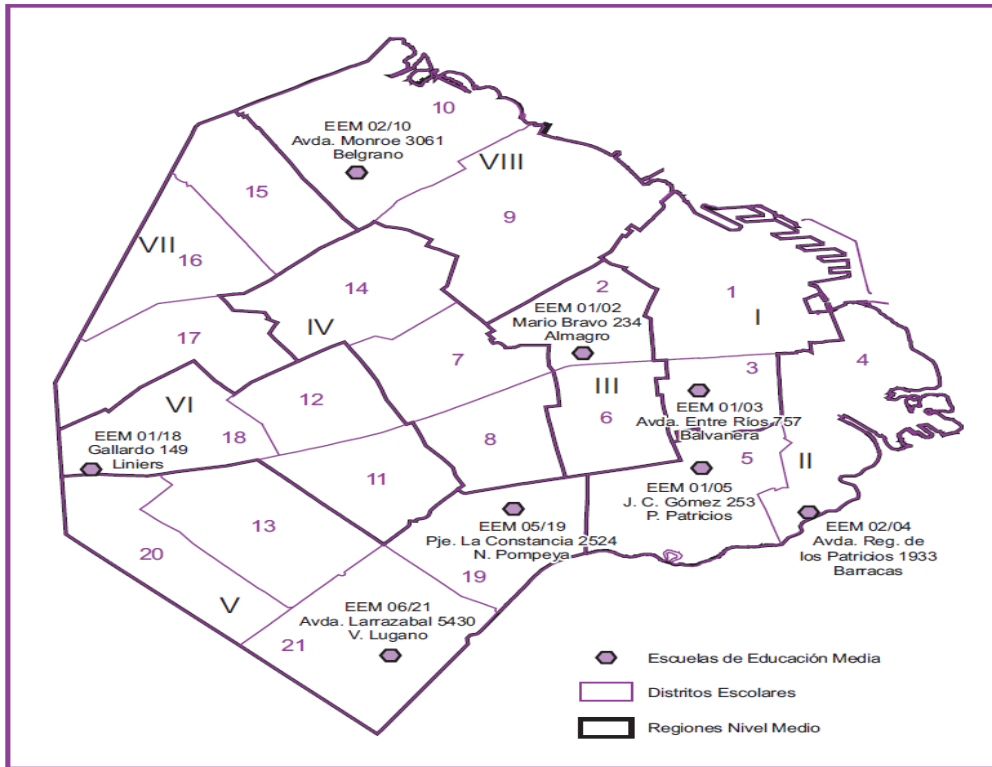 10
EEM 02/10
Avda. Monroe 3061
Belgrano
VIII
15
9
VII
16
14
2
1
EEM 01/02
Mario Bravo 234
Almagro
I
IV
17
7
4
3
III
VI
12
6
EEM 01/03
Avda. Entre Ríos 757
Balvanera
18
EEM 01/18
Gallardo 149
Liniers
8
5
II
11
EEM 01/05
J. C. Gómez 253
P. Patricios
13
20
EEM 05/19
Pje. La Constancia 2524
N. Pompeya
EEM 02/04
Avda. Reg. de
los Patricios 1933
Barracas
19
V
EEM 06/21
Avda. Larrazabal 5430
V. Lugano
21
Escuelas de Educación Media
Distritos Escolares
Regiones Nivel Medio